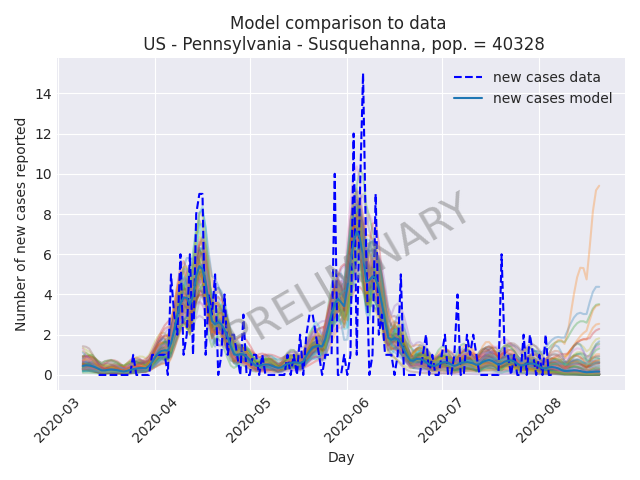 Model comparison to data
US - Pennsylvania - Susquehanna, pop. = 40328
new cases data
new cases model
PRELIMINARY
Number of new cases reported
14
12
10
8
6
4
2
0
2020-03
2020-04
2020-05
2020-06
2020-07
2020-08
Day